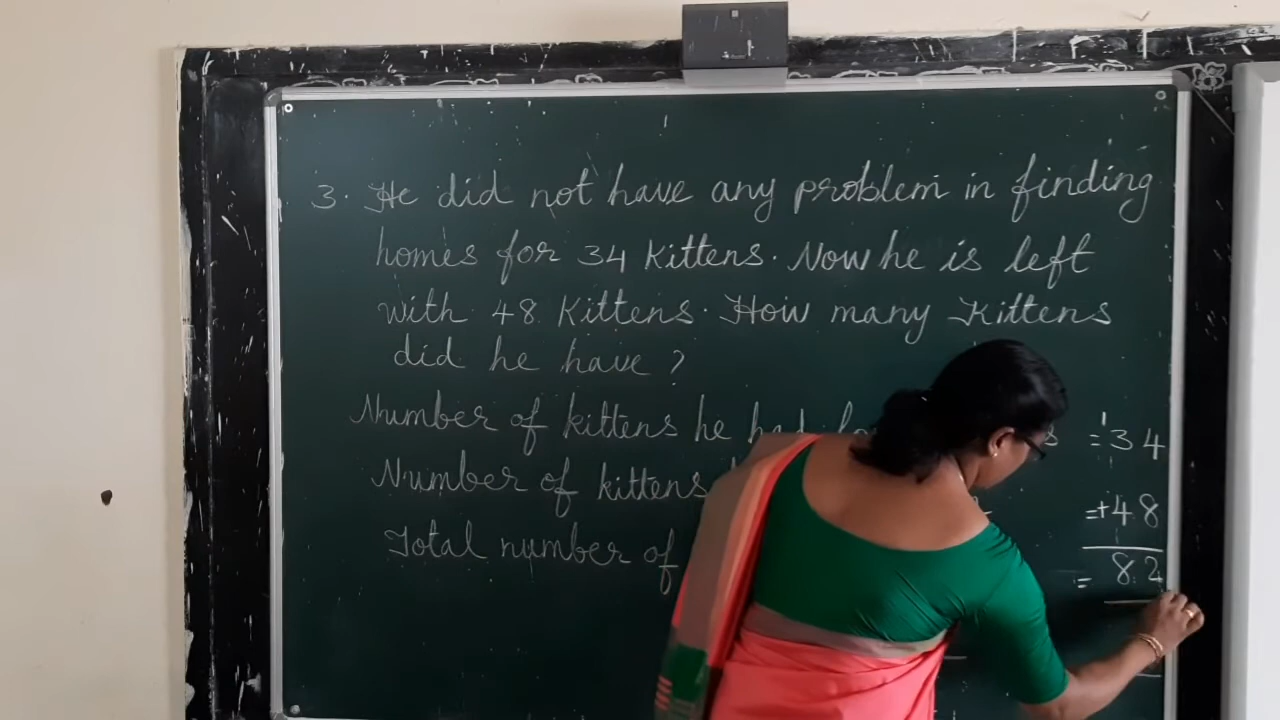 3. He did not have any problem in finding
homes for 34 Kittens. Now he is left
with 48 Kittens. How many Kittens
did he have?
Number of kittens he had = 34
Number of kittens = +48
Total number of = 82